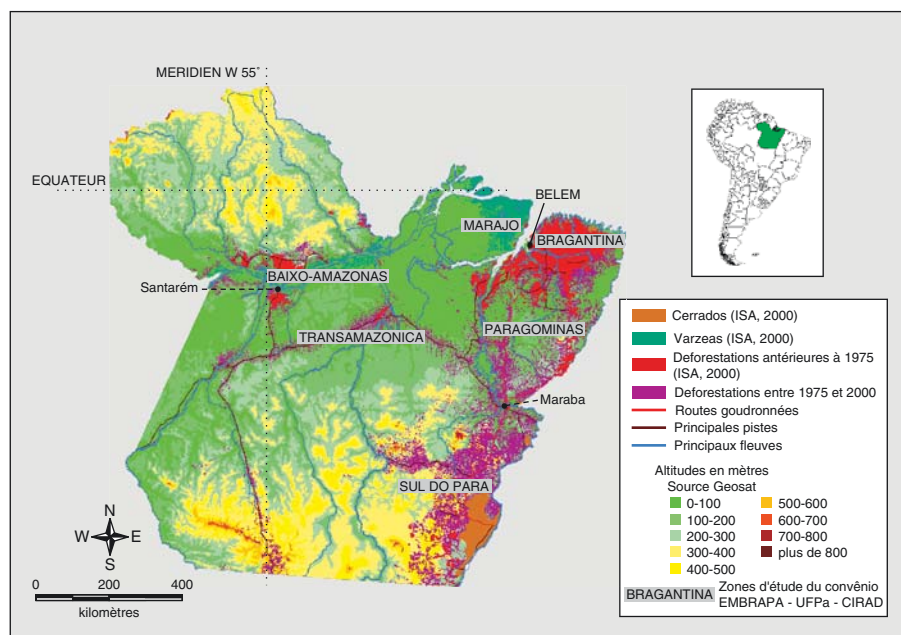 MERIDIEN W 55°
EQUATEUR
BELEM
MARAJO
BRAGANTINA
BAIXO-AMAZONAS
Santarém
TRANSAMAZONICA
PARAGOMINAS
Maraba
SUL DO PARA
N
W E
S
0 200 400
kilomètres
Cerrados (ISA, 2000)
Varzeas (ISA, 2000)
Deforestations antérieures à 1975
(ISA, 2000)
Deforestations entre 1975 et 2000
Routes goudronnées
Principales pistes
Principaux fleuves
Altitudes en mètres
Source Geosat
0-100 500-600
100-200 600-700
200-300 700-800
300-400 plus de 800
400-500
BRAGANTINA Zones d'étude du convênio
EMBRAPA - UFPa - CIRAD